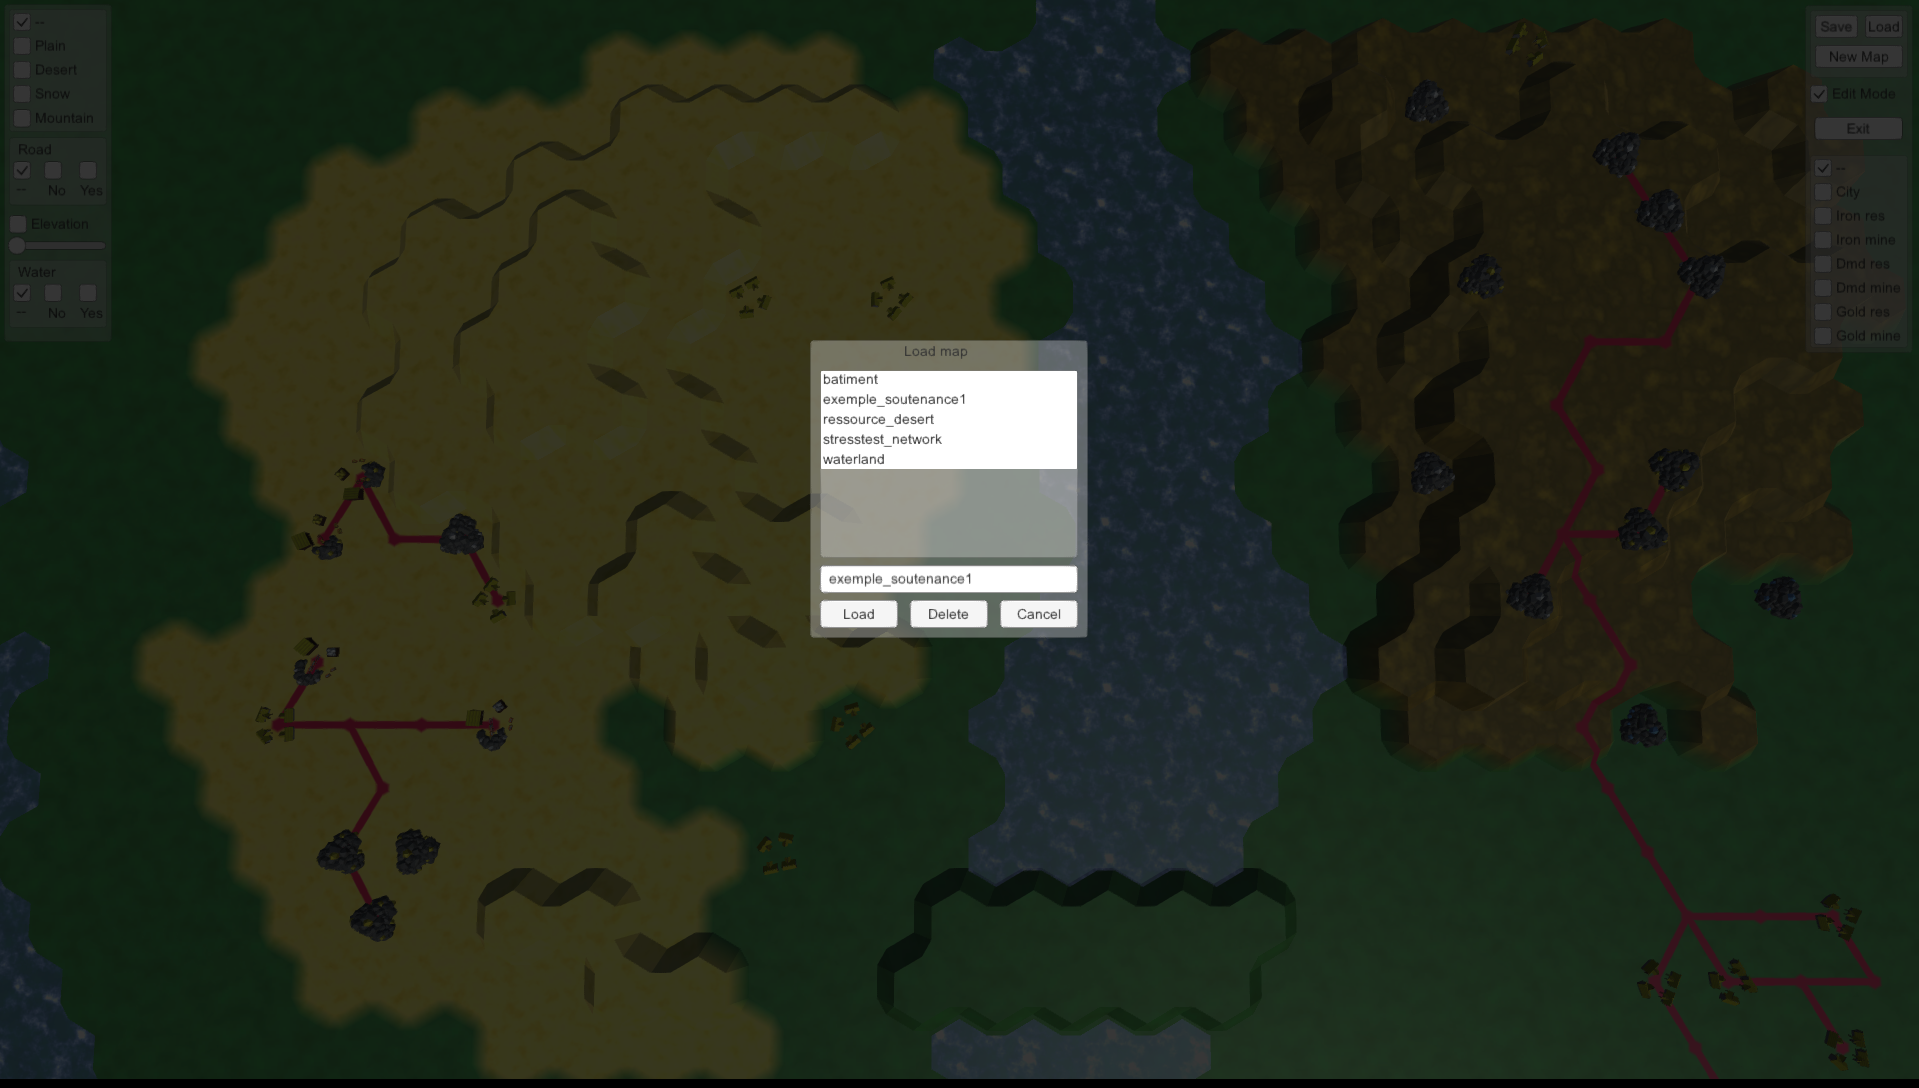 --
Plain
Desert
Snow
Mountain
Road
-- No Yes
Elevation
Water
-- No Yes
Load map
batiment
exemple_soutenance1
ressource_desert
stresstest_network
waterland
exemple_soutenance1
Load Delete Cancel
Save Load
New Map
Edit Mode
Exit
--
City
Iron res
Iron mine
Dmd res
Dmd mine
Gold res
Gold mine